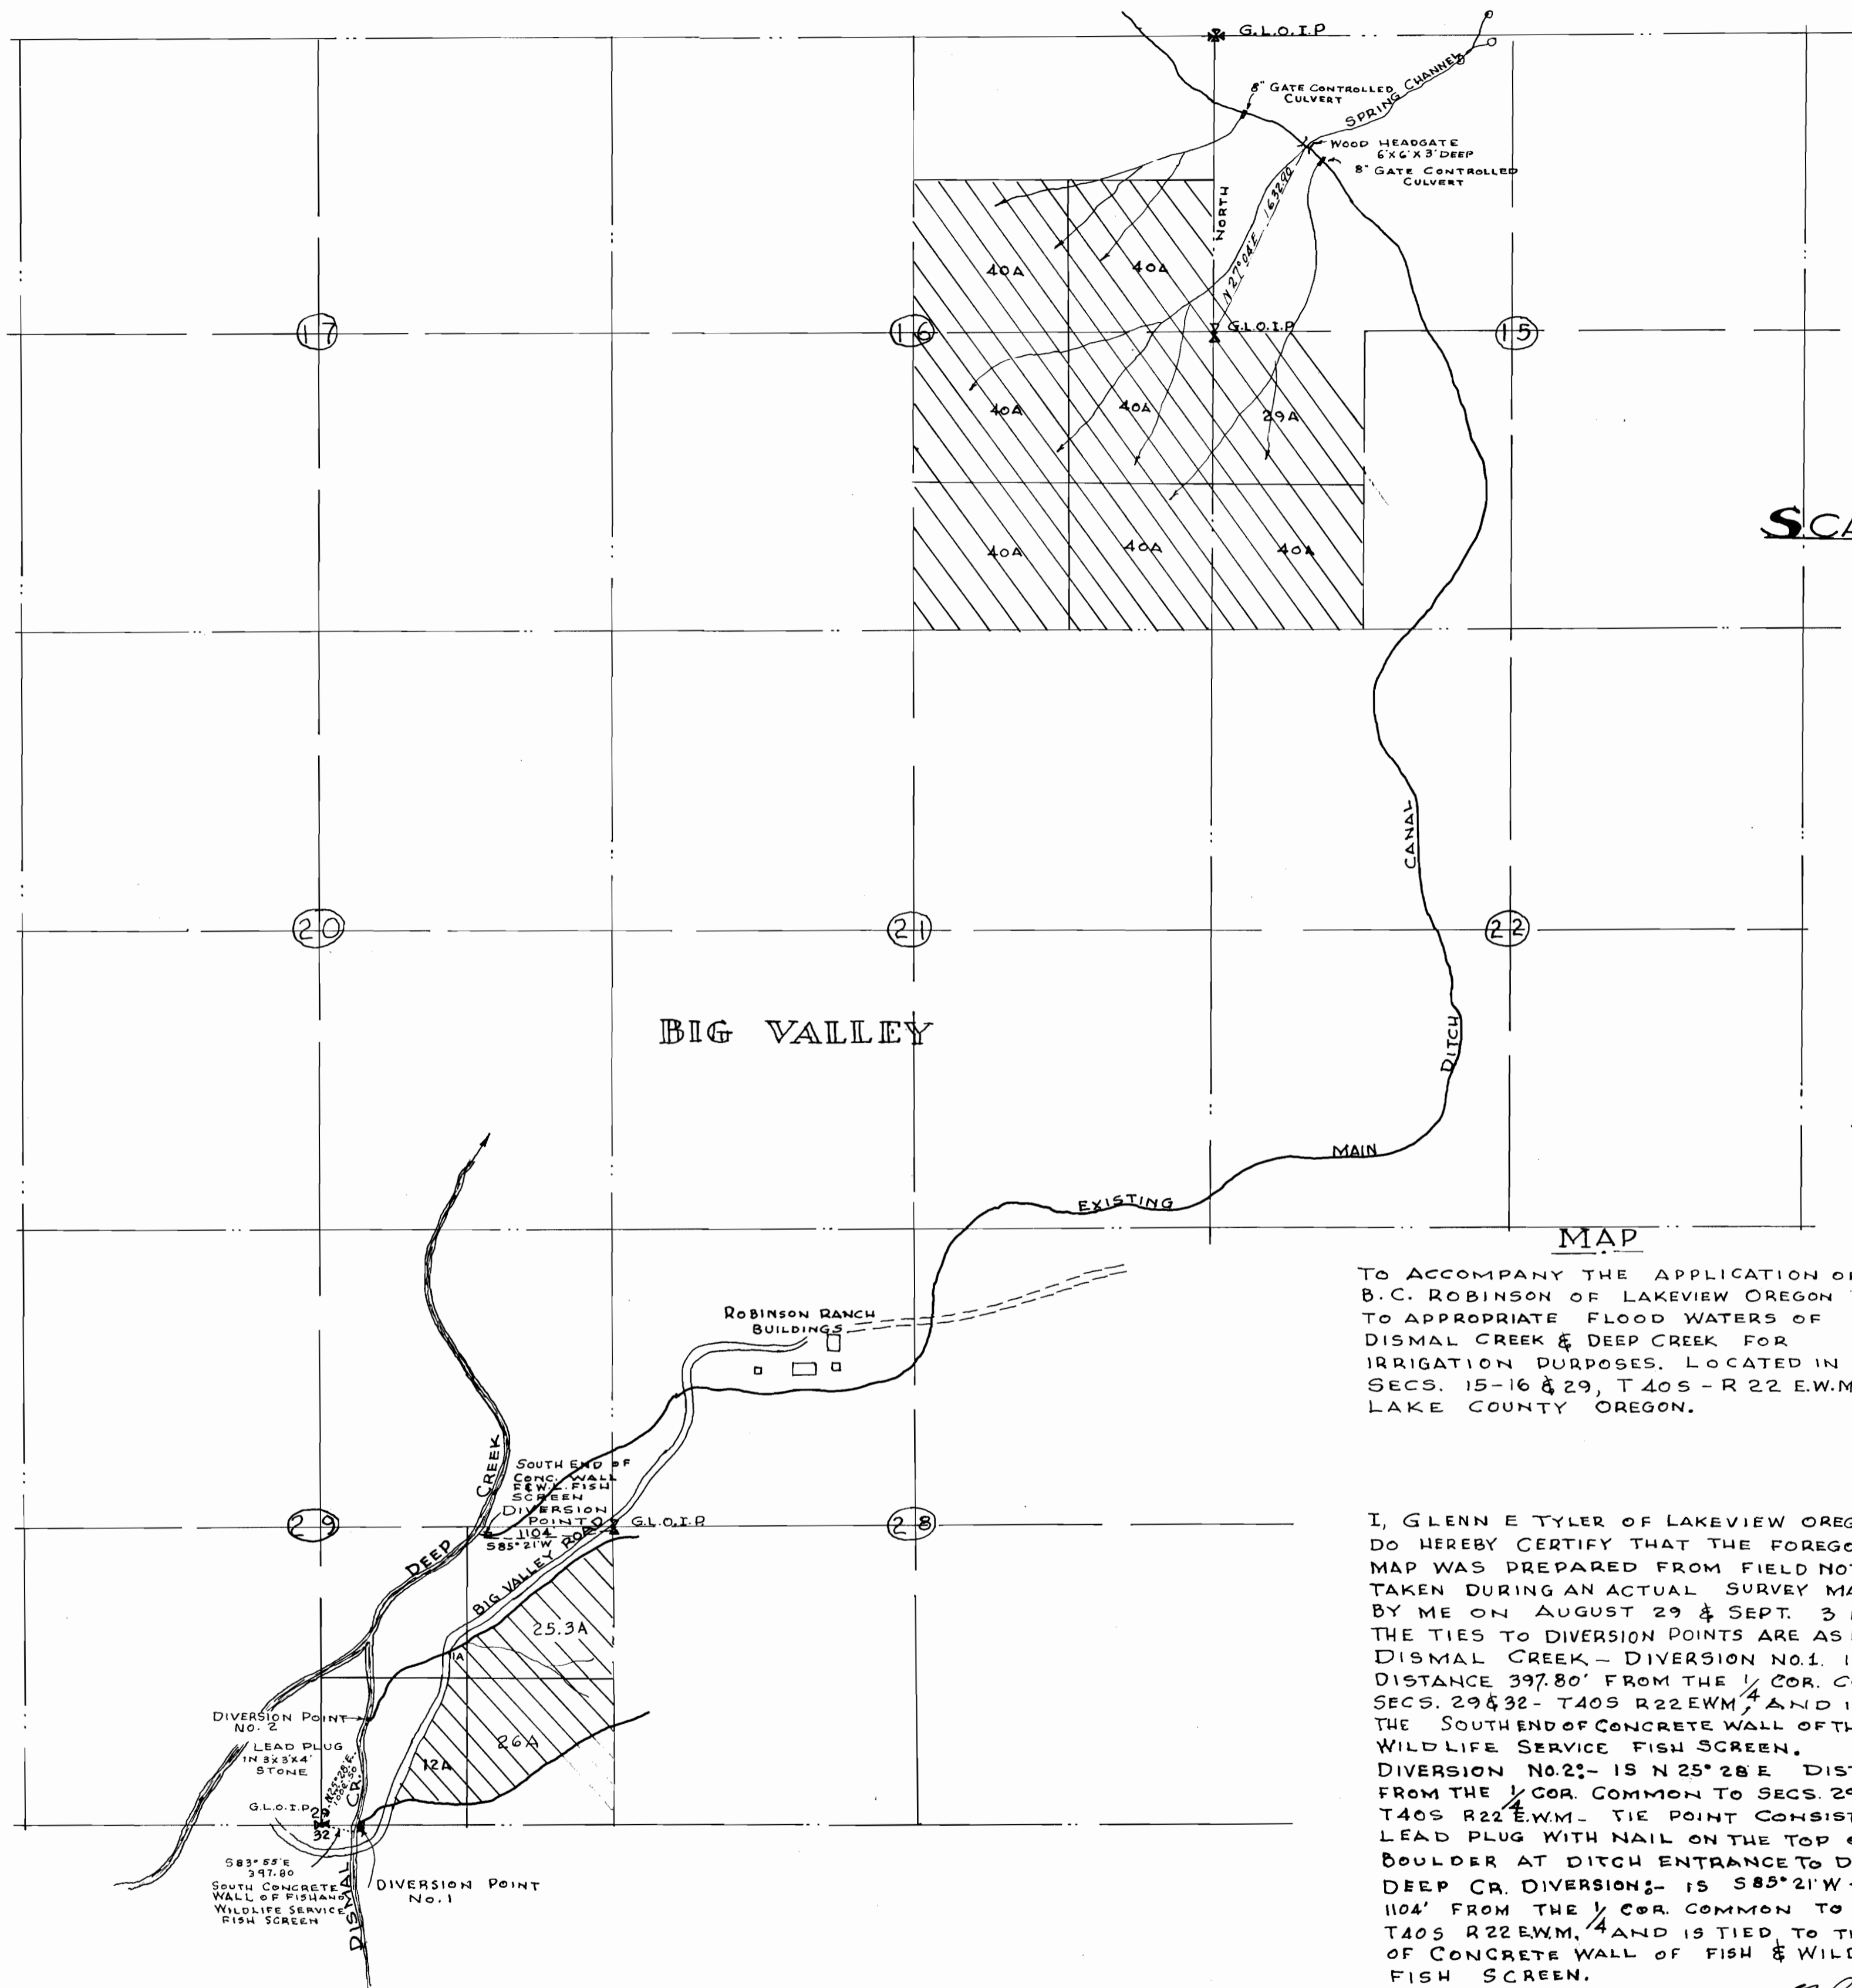 G.L.O.I.P
8" GATE CONTROLLED
CULVERT
SPRING CHANNEL
WOOD HEADGATE
6'X6'X3' DEEP
8" GATE CONTROLLED
CULVERT
NORTH
N 27°04'E 1632.90
40A
40A
17
16
G.L.O.I.P.
15
40A
40A
29A
SCA
40A
40A
40A
CANAL
20
21
22
BIG VALLEY
DITCH
MAIN
EXISTING
MAP
TO ACCOMPANY THE APPLICATION OF
B.C. ROBINSON OF LAKEVIEW OREGON
TO APPROPRIATE FLOOD WATERS OF
DISMAL CREEK & DEEP CREEK FOR
IRRIGATION PURPOSES. LOCATED IN
SECS. 15-16 & 29, T 40S - R 22 E.W.M
LAKE COUNTY OREGON.
ROBINSON RANCH
BUILDINGS
CREEK
SOUTH END OF
CONC. WALL
F&W.L. FISH
SCREEN
DIVERSION
POINT
1104
S85°21'W
G.L.O.I.P.
29
28
DEEP
BIG VALLEY ROAD
25.3A
1A
DIVERSION POINT
NO. 2
LEAD PLUG
IN 3'X3'X4'
STONE
N25°28'E
CR.
26A
12A
G.L.O.I.P.
29
32
S83°55'E
397.80
SOUTH CONCRETE
WALL OF FISH AND
WILDLIFE SERVICE
FISH SCREEN
DISMAL
DIVERSION POINT
No.1
I, GLENN E TYLER OF LAKEVIEW OREG
DO HEREBY CERTIFY THAT THE FOREGO
MAP WAS PREPARED FROM FIELD NOT
TAKEN DURING AN ACTUAL SURVEY MA
BY ME ON AUGUST 29 & SEPT. 3
THE TIES TO DIVERSION POINTS ARE AS
DISMAL CREEK - DIVERSION NO.1. I
DISTANCE 397.80' FROM THE 1/4 COR. CO
SECS. 29 & 32 - T40S R22 EWM, AND I
THE SOUTH END OF CONCRETE WALL OF TH
WILDLIFE SERVICE FISH SCREEN.
DIVERSION NO.2:- IS N 25° 28'E DIST
FROM THE 1/4 COR. COMMON TO SECS. 29
T40S R22 E.W.M - TIE POINT CONSIST
LEAD PLUG WITH NAIL ON THE TOP O
BOULDER AT DITCH ENTRANCE TO D
DEEP CR. DIVERSION:- IS S85°21'W
1104' FROM THE 1/4 COR. COMMON TO
T40S R22 E.W.M, AND IS TIED TO TH
OF CONCRETE WALL OF FISH & WILD
FISH SCREEN.